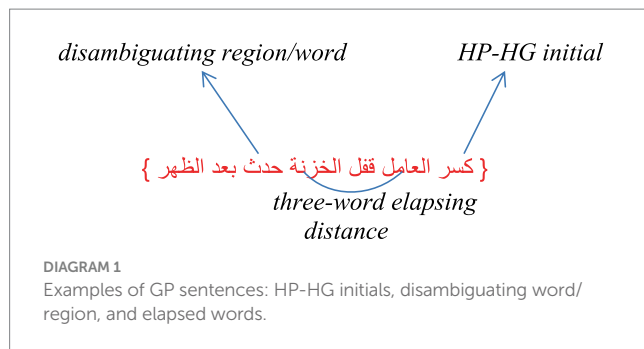 disambiguating region/word HP-HG initial
{ كسر العامل قفل الخزنة حدث بعد الظهر }
three-word elapsing
distance
DIAGRAM 1
Examples of GP sentences: HP-HG initials, disambiguating word/
region, and elapsed words.